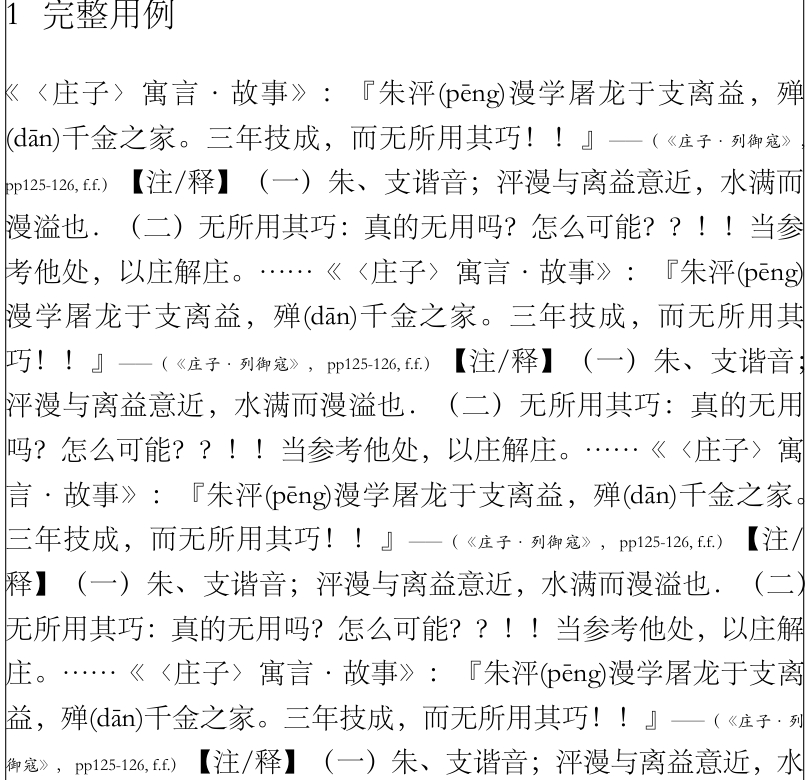 1 完整用例
《〈庄子〉寓言·故事》：『朱泙(pēng)漫学屠龙于支离益，殚
(dān)千金之家。三年技成，而无所用其巧！！』——（《庄子·列御寇》，
pp125-126, f.f.）【注/释】（一）朱、支谐音；泙漫与离益意近，水满而
漫溢也．（二）无所用其巧：真的无用吗？怎么可能？？！！当参
考他处，以庄解庄。……《〈庄子〉寓言·故事》：『朱泙(pēng)
漫学屠龙于支离益，殚(dān)千金之家。三年技成，而无所用其
巧！！』——（《庄子·列御寇》，pp125-126, f.f.）【注/释】（一）朱、支谐音；
泙漫与离益意近，水满而漫溢也．（二）无所用其巧：真的无用
吗？怎么可能？？！！当参考他处，以庄解庄。……《〈庄子〉寓
言·故事》：『朱泙(pēng)漫学屠龙于支离益，殚(dān)千金之家。
三年技成，而无所用其巧！！』——（《庄子·列御寇》，pp125-126, f.f.）【注/
释】（一）朱、支谐音；泙漫与离益意近，水满而漫溢也．（二）
无所用其巧：真的无用吗？怎么可能？？！！当参考他处，以庄解
庄。……《〈庄子〉寓言·故事》：『朱泙(pēng)漫学屠龙于支离
益，殚(dān)千金之家。三年技成，而无所用其巧！！』——（《庄子·列
御寇》，pp125-126, f.f.）【注/释】（一）朱、支谐音；泙漫与离益意近，水